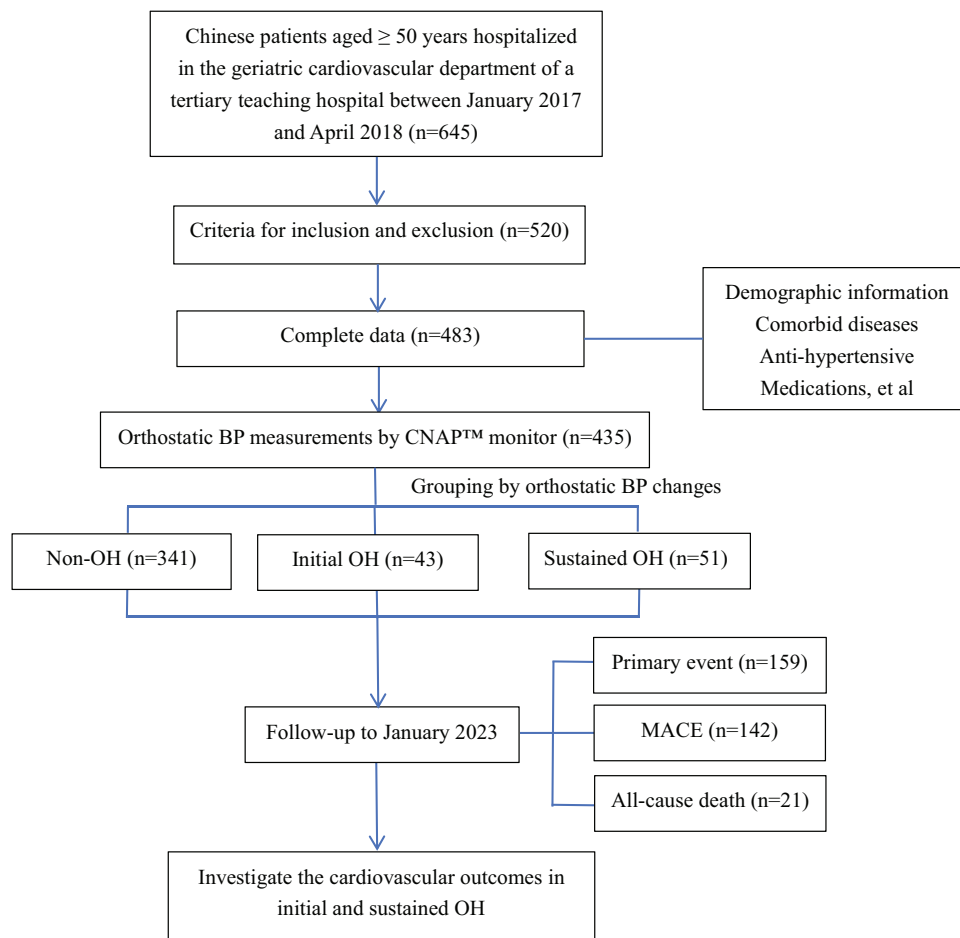 Chinese patients aged ≥ 50 years hospitalized
in the geriatric cardiovascular department of a
tertiary teaching hospital between January 2017
and April 2018 (n=645)
Criteria for inclusion and exclusion (n=520)
Complete data (n=483)
Demographic information
Comorbid diseases
Anti-hypertensive
Medications, et al
Orthostatic BP measurements by CNAP™ monitor (n=435)
Grouping by orthostatic BP changes
Non-OH (n=341)
Initial OH (n=43)
Sustained OH (n=51)
Follow-up to January 2023
Primary event (n=159)
MACE (n=142)
All-cause death (n=21)
Investigate the cardiovascular outcomes in
initial and sustained OH